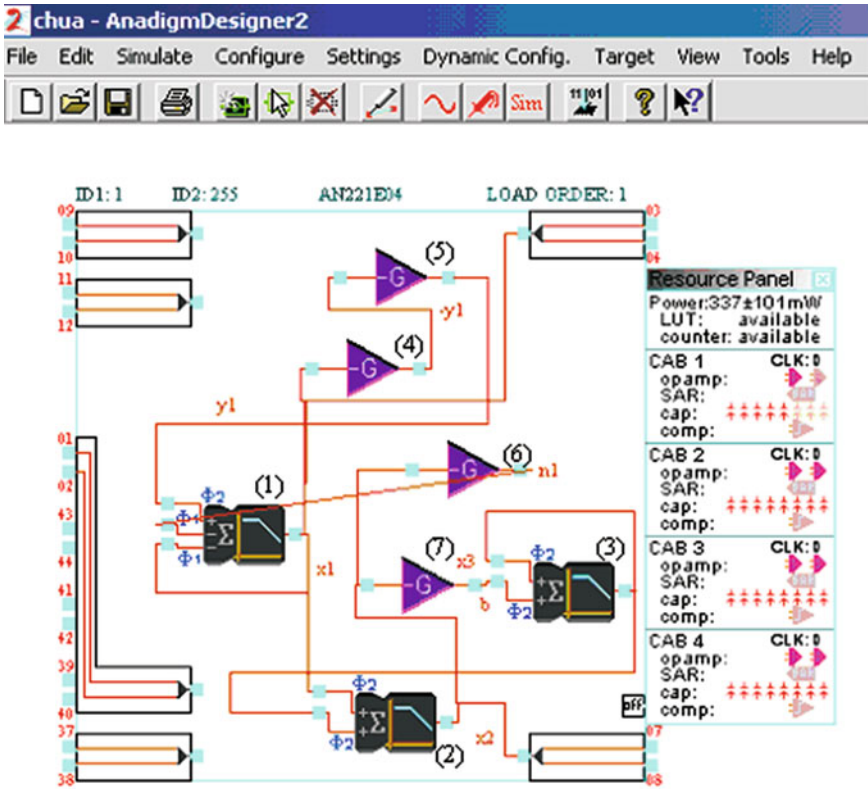 chua - AnadigmDesigner2
File Edit Simulate Configure Settings Dynamic Config. Target View Tools Help
Sim
ID1: 1 ID2: 255 AN221E04 LOAD ORDER: 1
09
10
11
12
01
02
43
44
41
42
39
40
37
38
03
04
07
08
(5)
-G
-y1
(4)
-G
y1
(6)
-G
n1
(1)
Φ2
Φ1
Φ1
Σ
x1
(7)
-G
x3
b
(3)
Φ2
Φ2
Σ
Φ2
Φ2
Σ
(2)
x2
off
Resource Panel
Power:337±101mW
LUT: available
counter: available
CAB 1 CLK:0
opamp:
SAR:
cap:
comp:
CAB 2 CLK:0
opamp:
SAR:
cap:
comp:
CAB 3 CLK:0
opamp:
SAR:
cap:
comp:
CAB 4 CLK:0
opamp:
SAR:
cap:
comp: